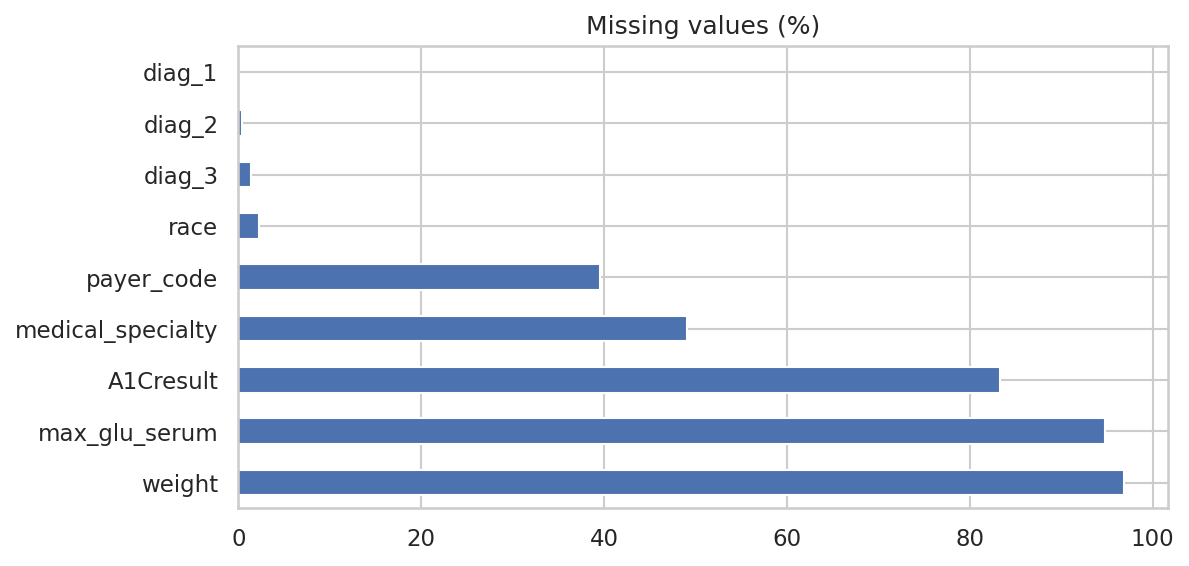 Missing values (%)
diag_1
diag_2
diag_3
race
payer_code
medical_specialty
A1Cresult
max_glu_serum
weight
0 20 40 60 80 100